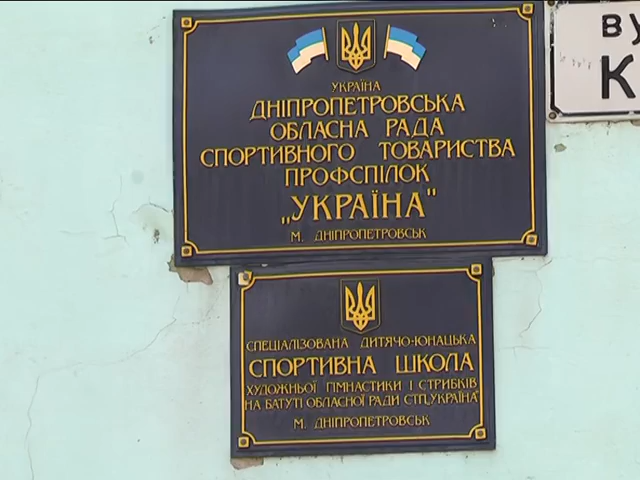 УКРАЇНА
ДНІПРОПЕТРОВСЬКА
ОБЛАСНА РАДА
СПОРТИВНОГО ТОВАРИСТВА
ПРОФСПІЛОК
„УКРАЇНА"
М. ДНІПРОПЕТРОВСЬК
СПЕЦІАЛІЗОВАНА ДИТЯЧО-ЮНАЦЬКА
СПОРТИВНА ШКОЛА
ХУДОЖНЬОЇ ГІМНАСТИКИ І СТРИБКІВ
НА БАТУТІ ОБЛАСНОЇ РАДИ СТП„УКРАЇНА"
М. ДНІПРОПЕТРОВСЬК